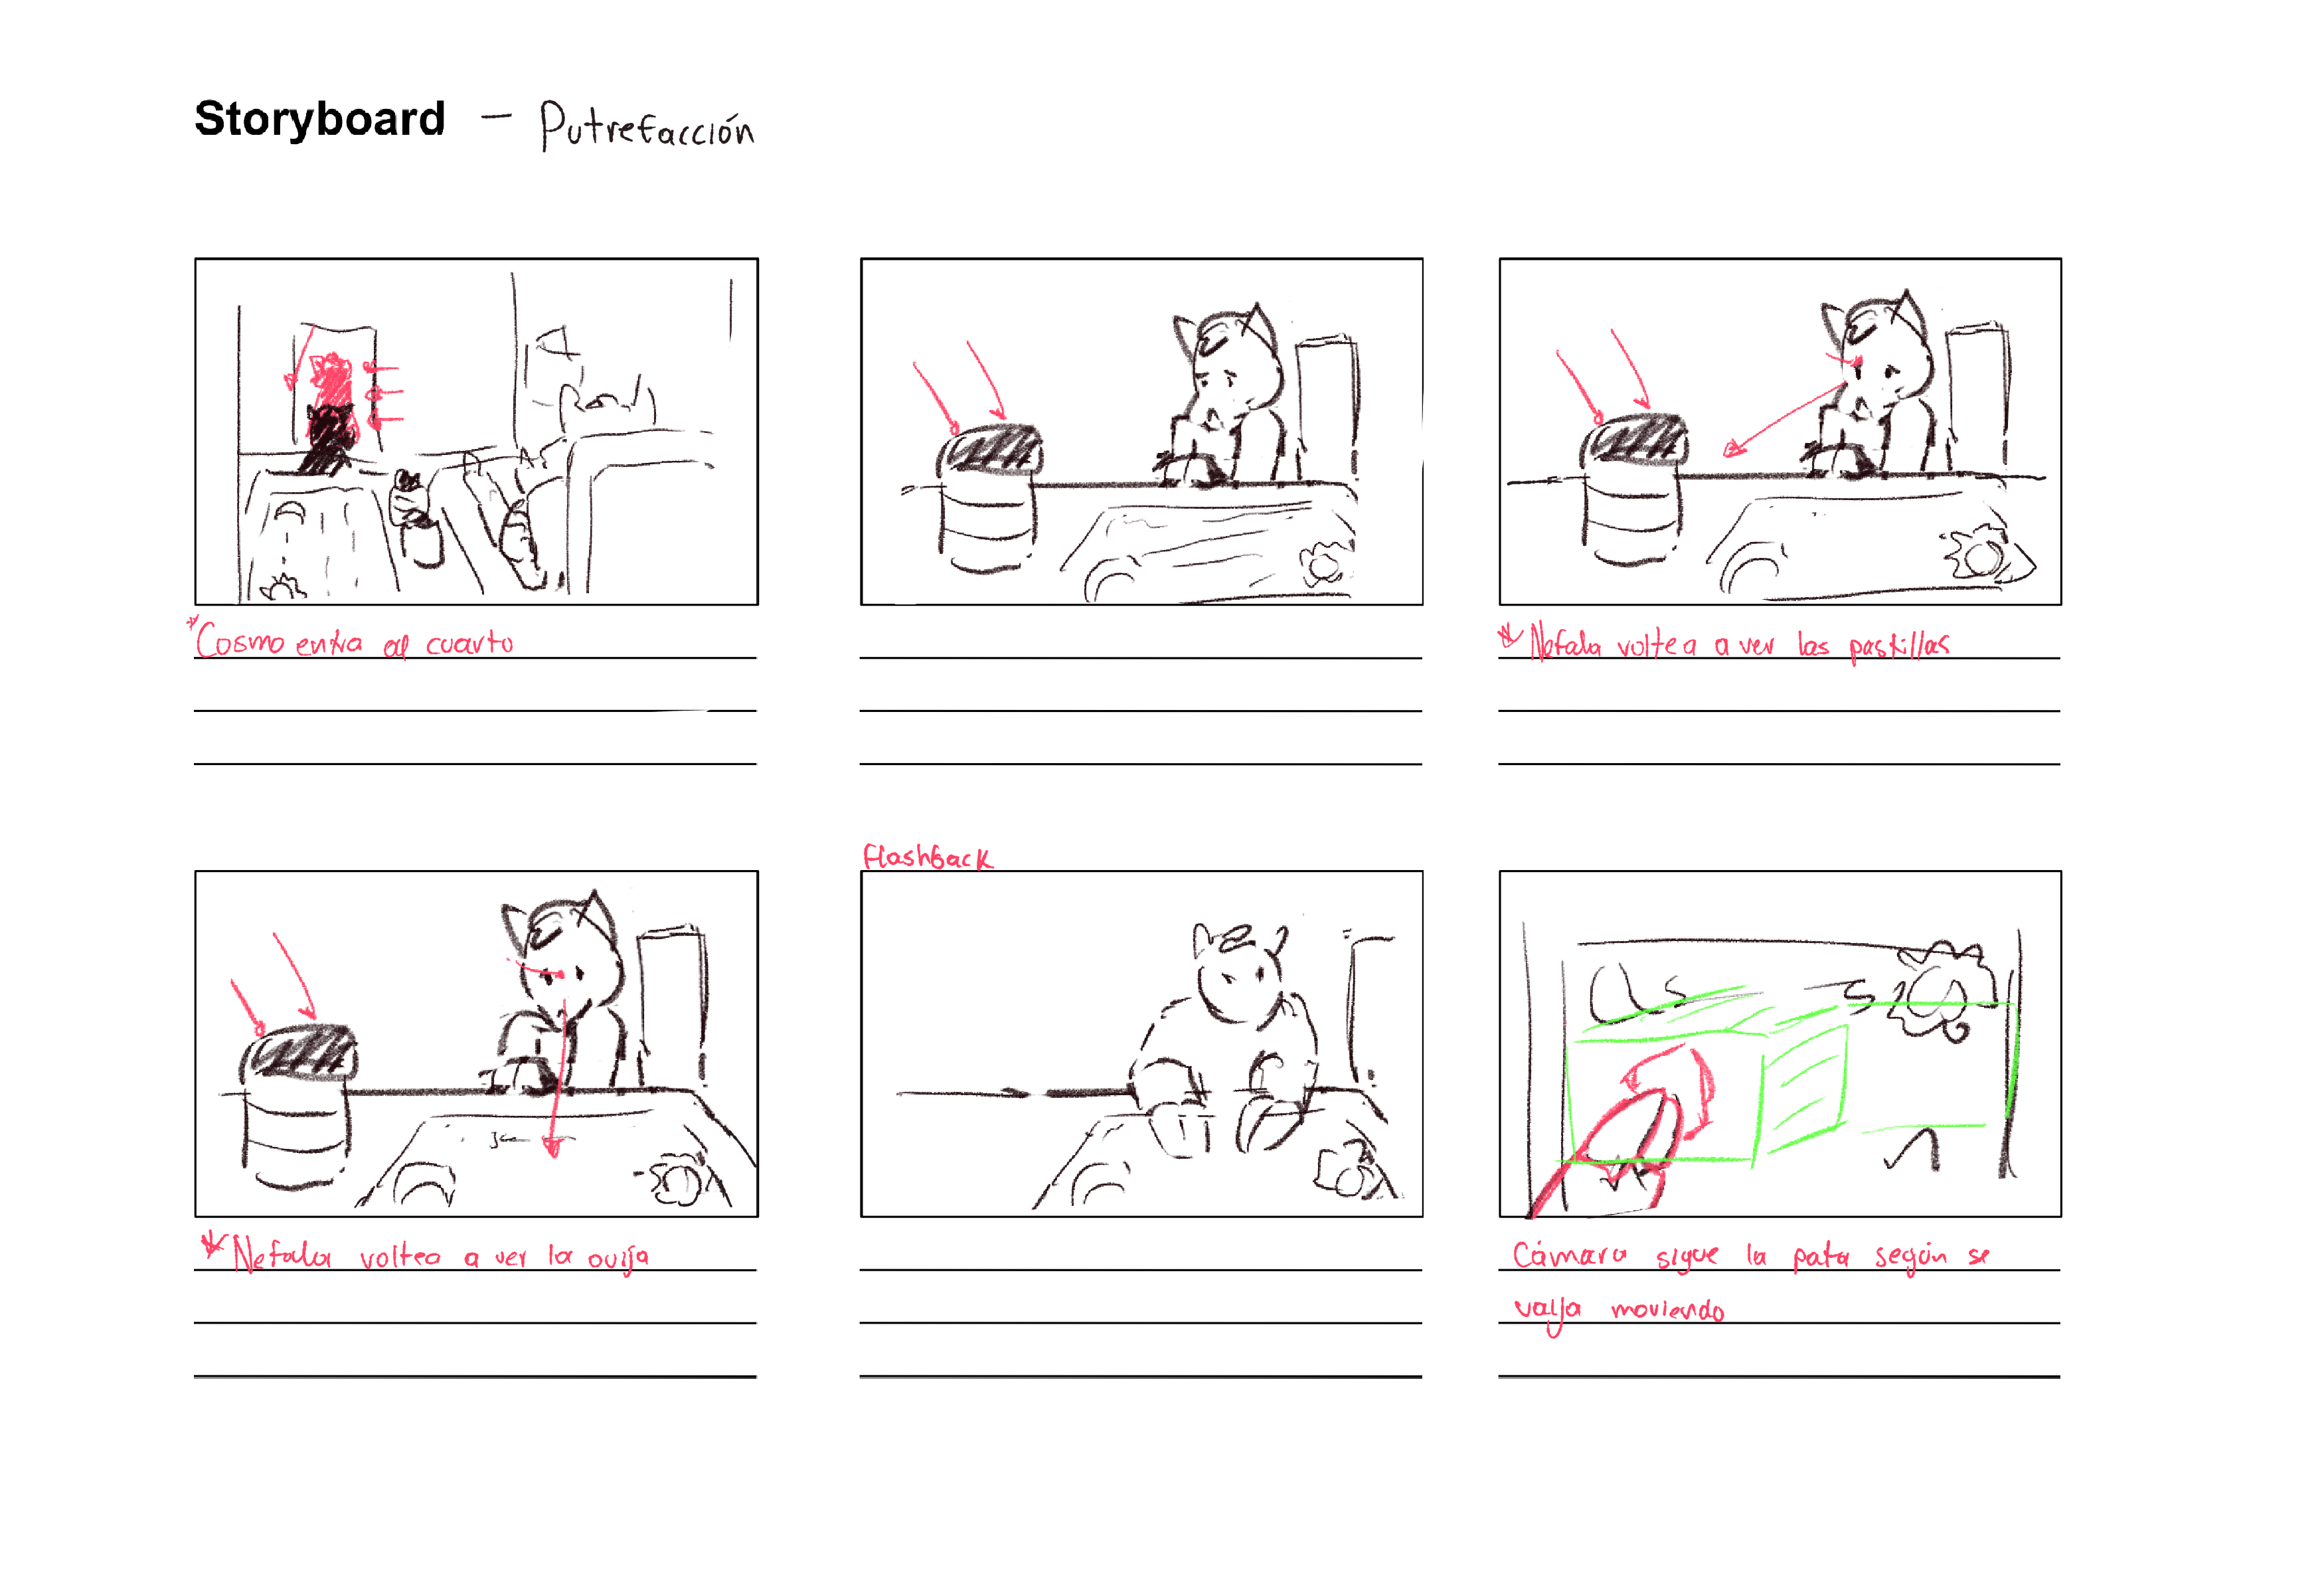 Storyboard - Putrefacción
*Cosmo entra al cuarto
*Nefala voltea a ver las pastillas
Flashback
*Nefala voltea a ver la ouija
Cámara sigue la pata según se
vaya moviendo